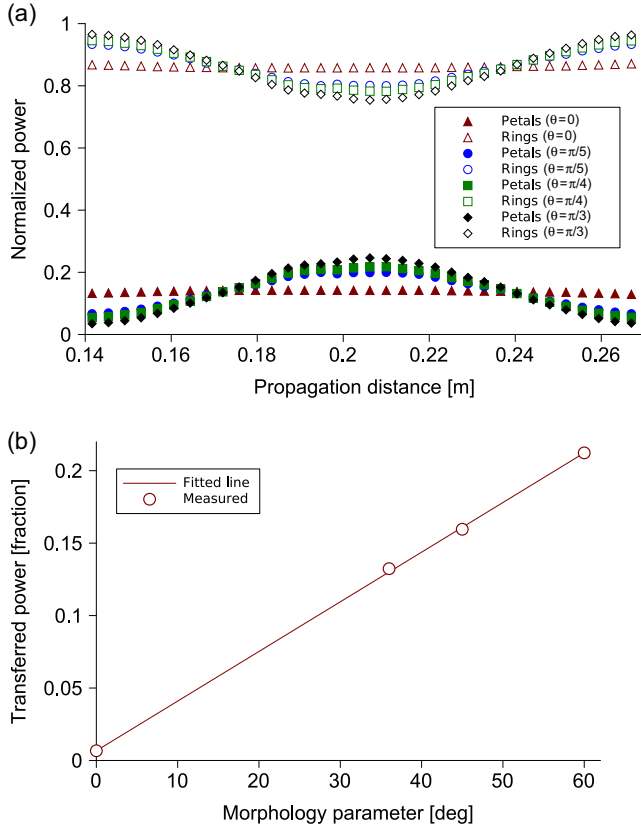 (a)
Normalized power
1
0.8
0.6
0.4
0.2
0
Petals (θ=0)
Rings (θ=0)
Petals (θ=π/5)
Rings (θ=π/5)
Petals (θ=π/4)
Rings (θ=π/4)
Petals (θ=π/3)
Rings (θ=π/3)
0.14 0.16 0.18 0.2 0.22 0.24 0.26
Propagation distance [m]
(b)
Transferred power [fraction]
0.2
0.15
0.1
0.05
0
Fitted line
Measured
0 10 20 30 40 50 60
Morphology parameter [deg]